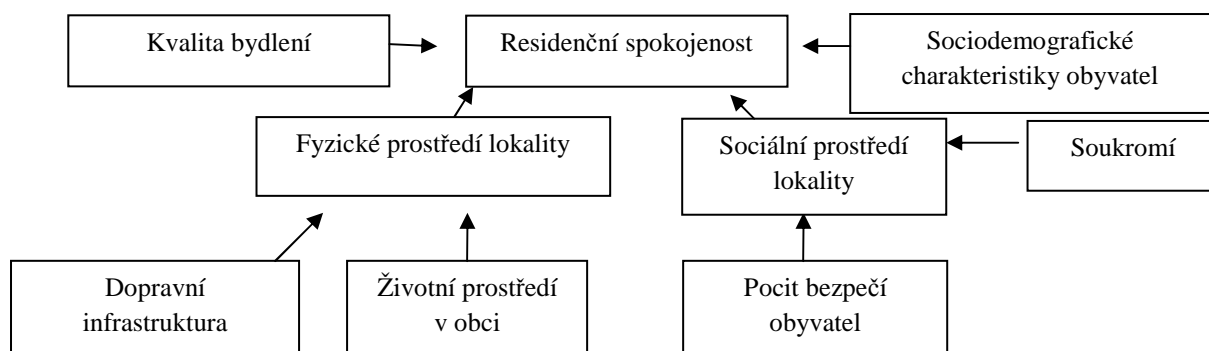 Kvalita bydlení
Residenční spokojenost
Sociodemografické
charakteristiky obyvatel
Fyzické prostředí lokality
Sociální prostředí
lokality
Soukromí
Dopravní
infrastruktura
Životní prostředí
v obci
Pocit bezpečí
obyvatel